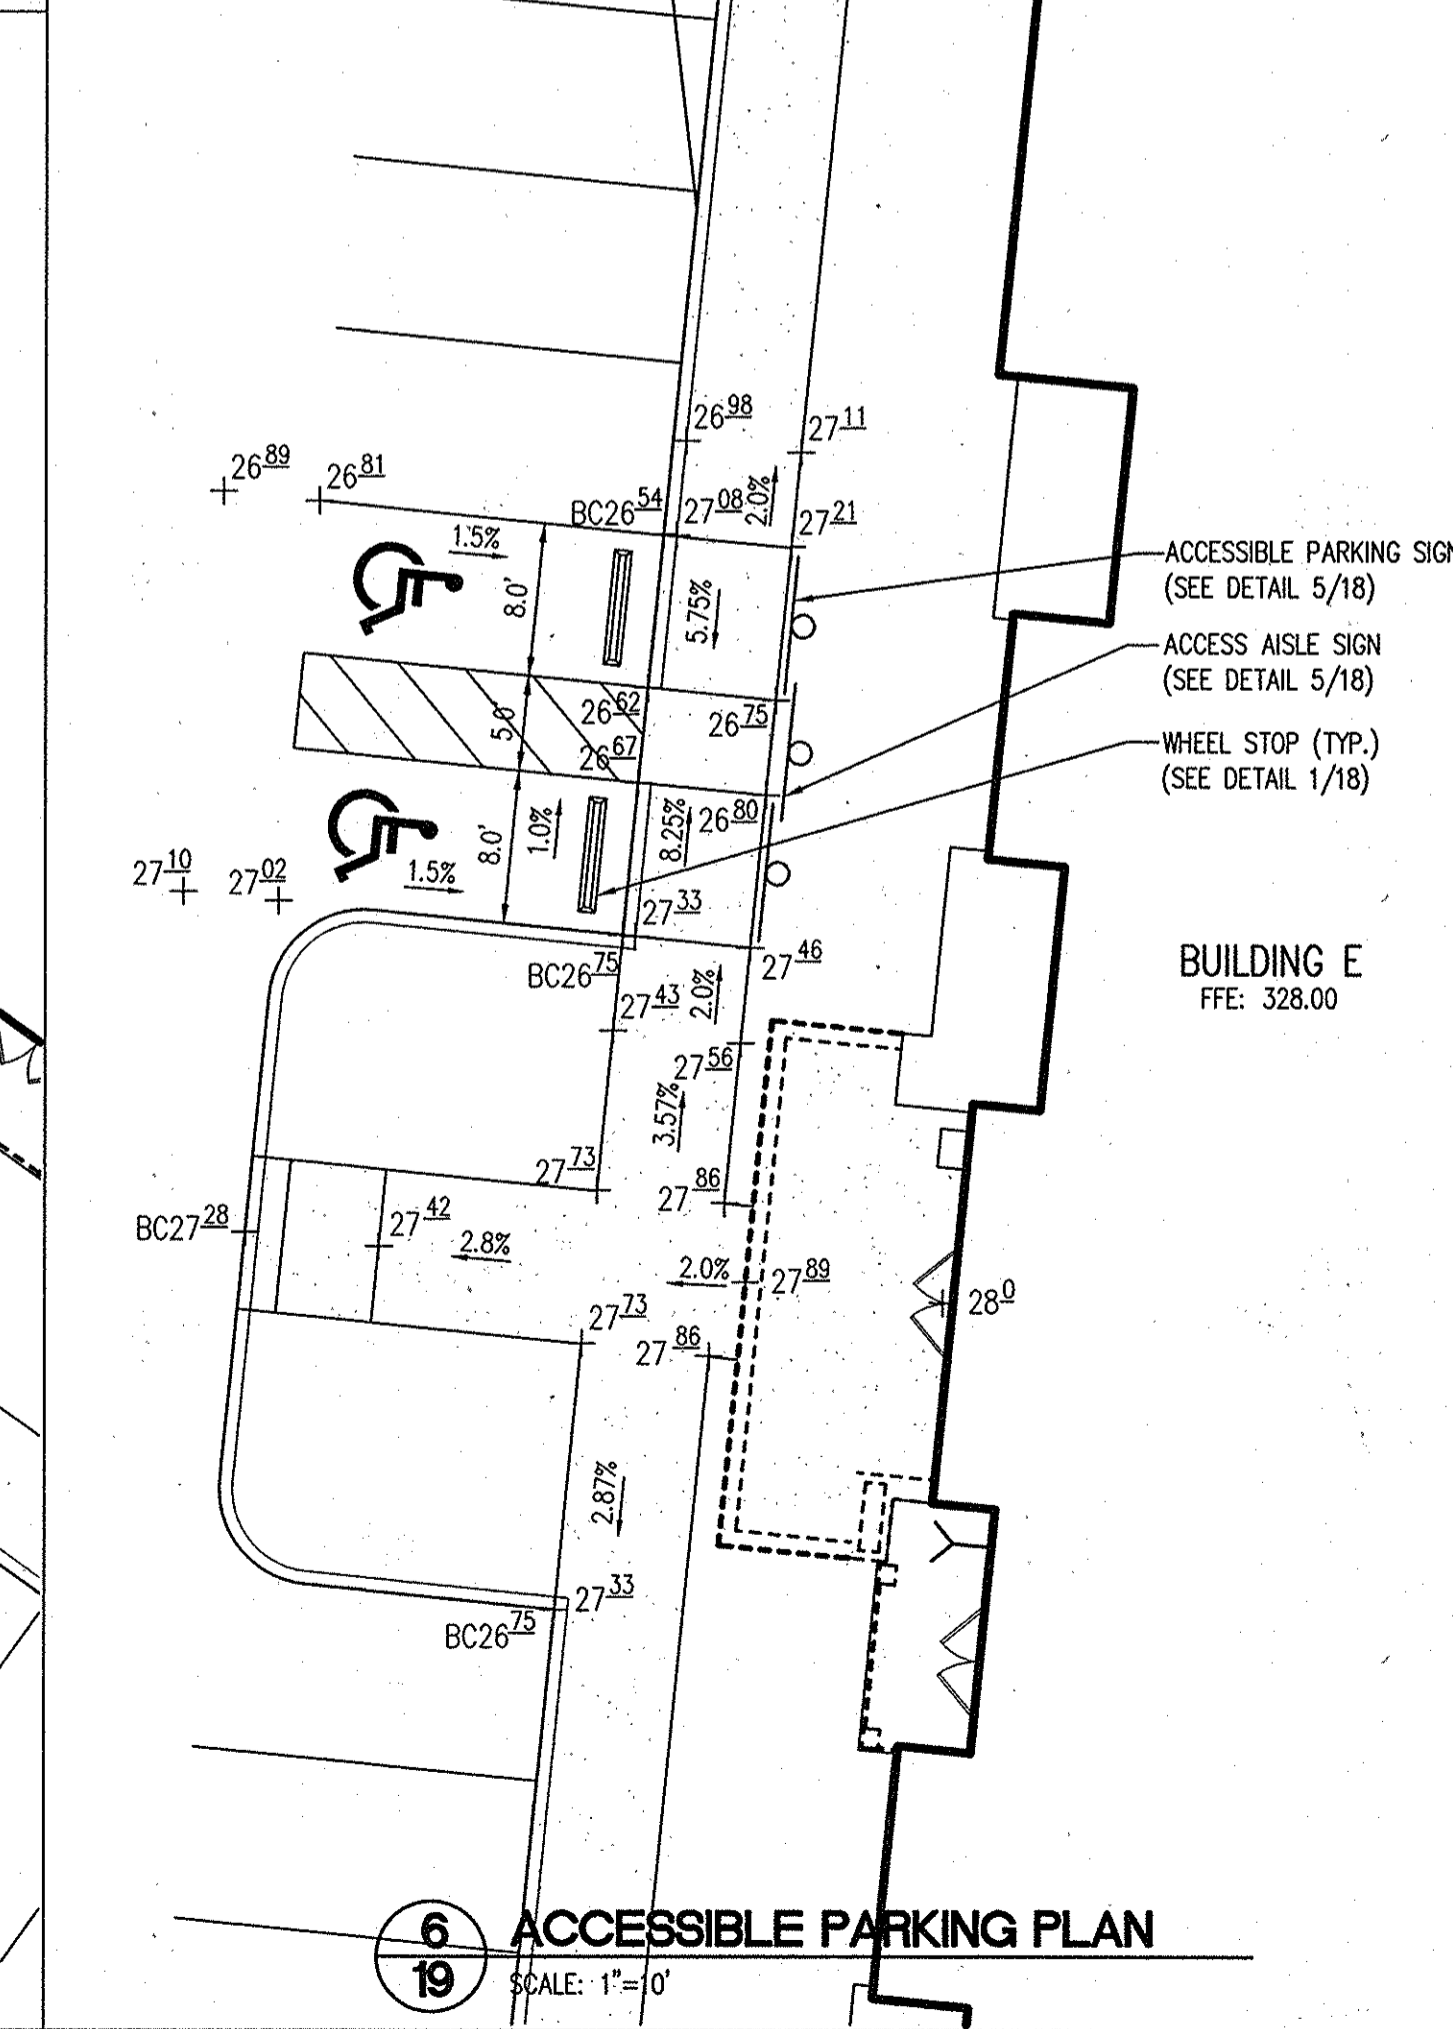 26 98
27 11
26 89
26 81
BC26 54
27 08
2.0%
27 21
1.5%
ACCESSIBLE PARKING SIGN
(SEE DETAIL 5/18)
8.0'
5.75%
ACCESS AISLE SIGN
(SEE DETAIL 5/18)
26 62
26 75
5.0'
WHEEL STOP (TYP.)
(SEE DETAIL 1/18)
26 67
26 80
8.25%
1.0%
8.0'
27 10
27 02
1.5%
27 33
BC26 75
27 46
BUILDING E
FFE: 328.00
27 43
2.0%
27 56
3.57%
27 73
27 86
BC27 28
27 42
2.8%
2.0%
27 89
28 0
27 73
27 86
2.87%
27 33
BC26 75
6
19
ACCESSIBLE PARKING PLAN
SCALE: 1"=10'